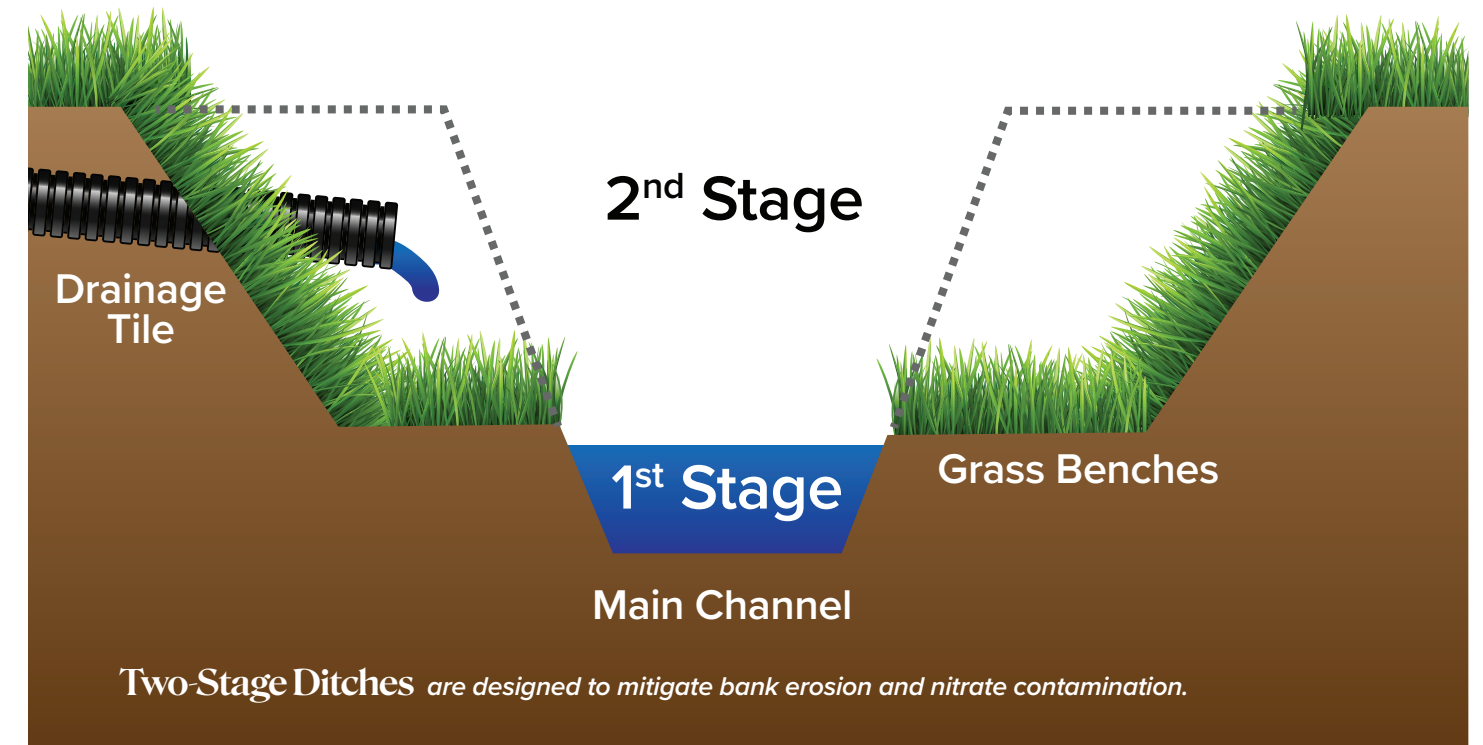 2nd Stage
Drainage
Tile
1st Stage
Grass Benches
Main Channel
Two-Stage Ditches are designed to mitigate bank erosion and nitrate contamination.